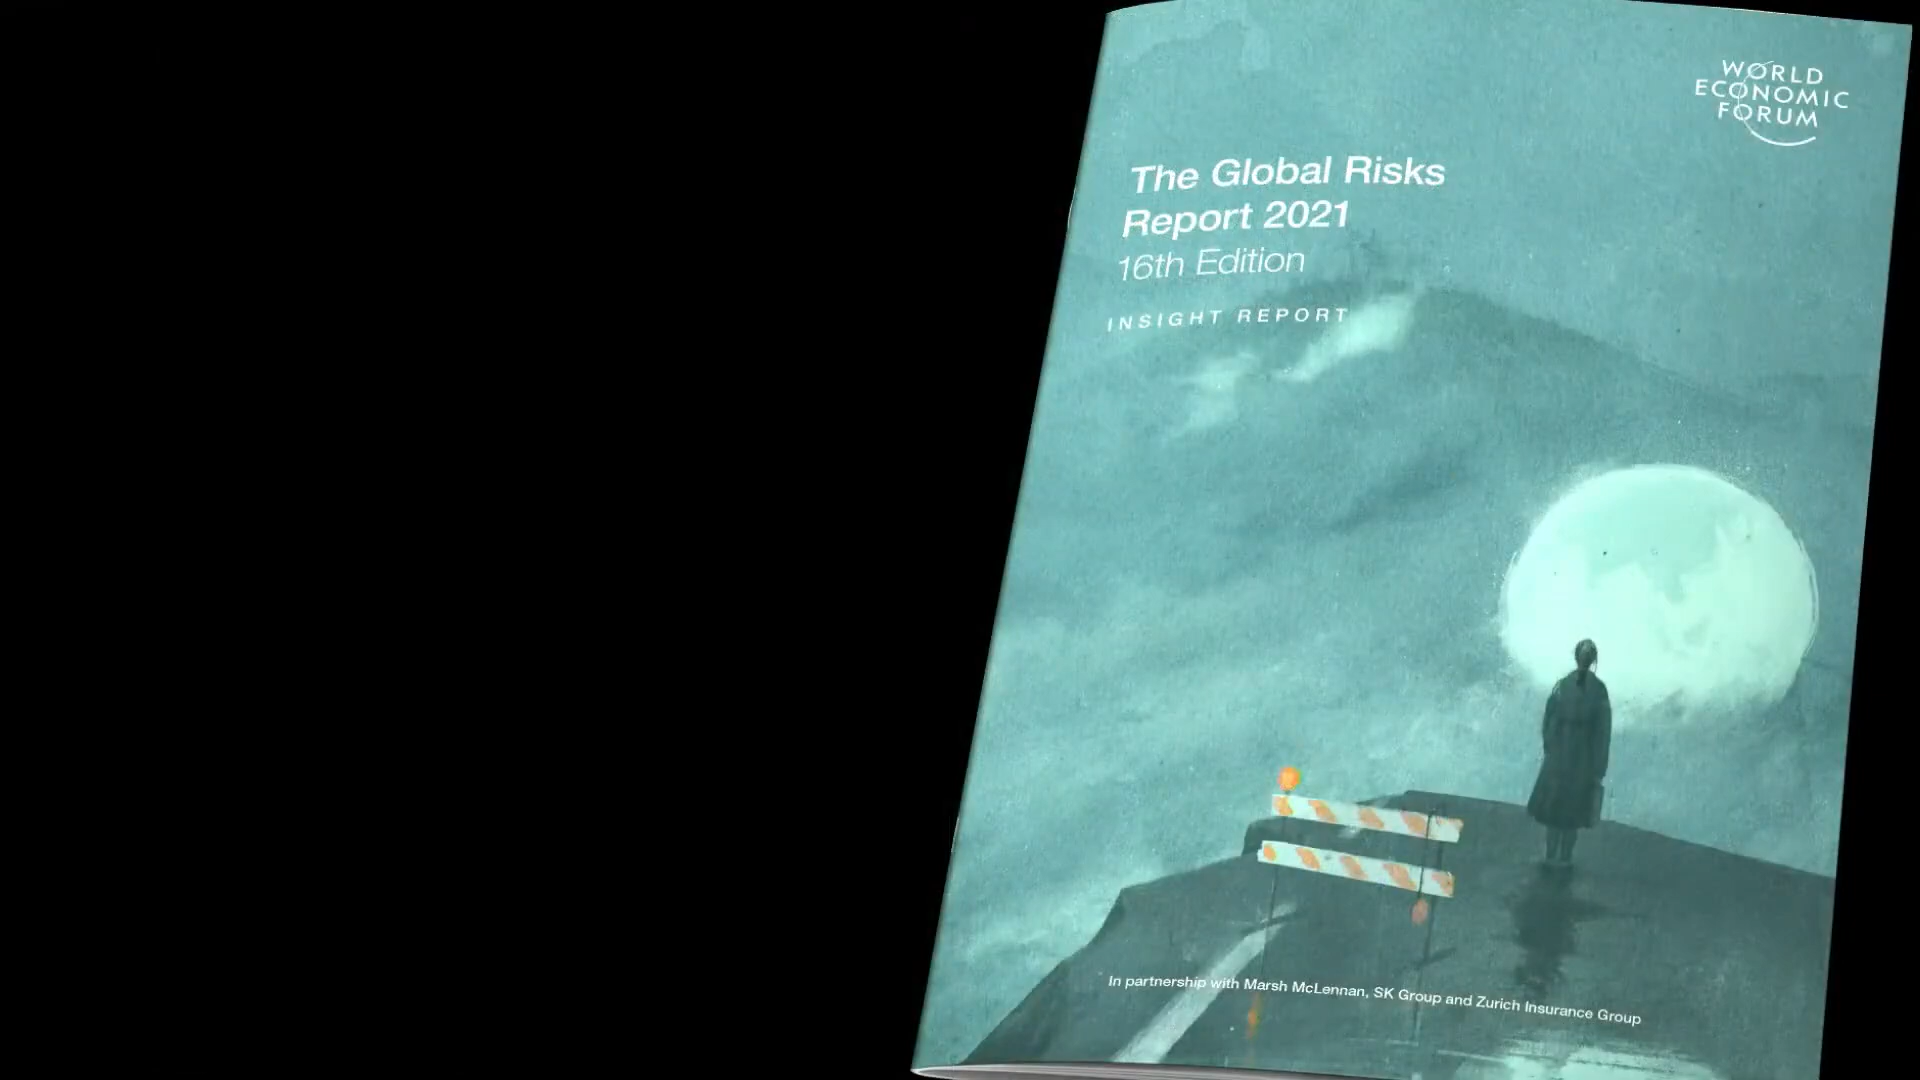 WORLD
ECONOMIC
FORUM
The Global Risks
Report 2021
16th Edition
INSIGHT REPORT
In partnership with Marsh McLennan, SK Group and Zurich Insurance Group